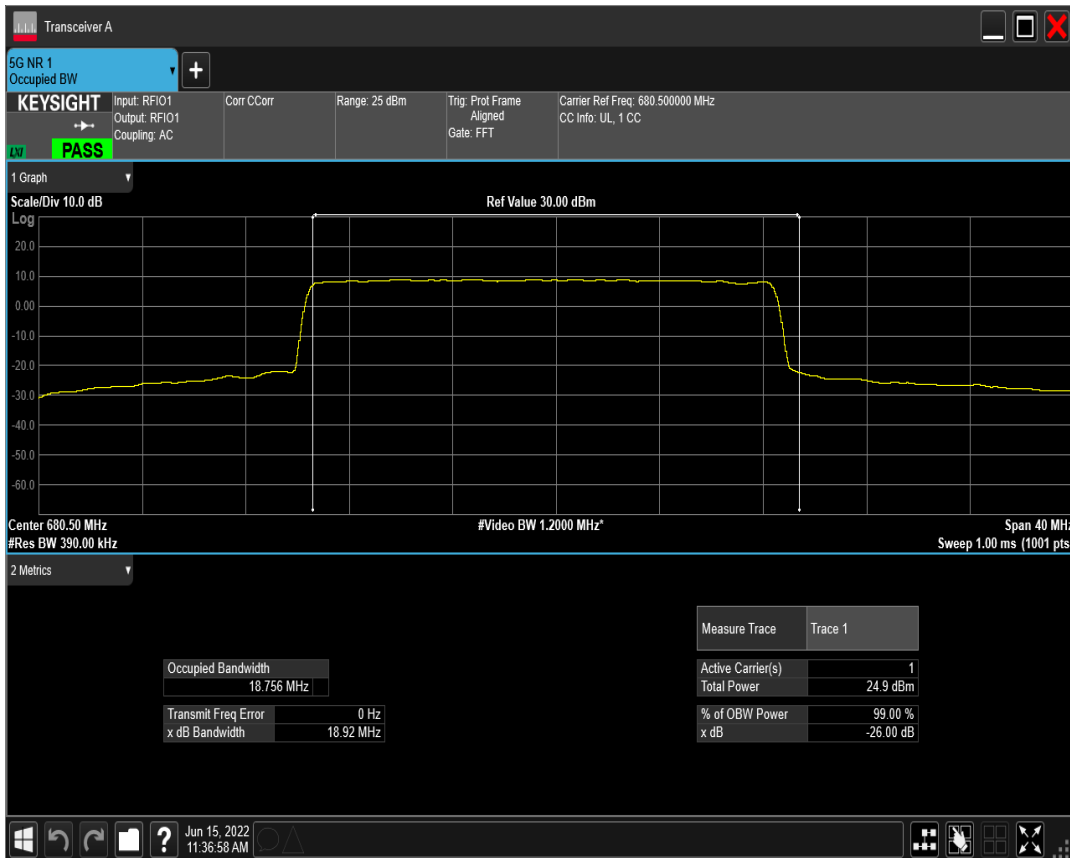 Transceiver A
5G NR 1
Occupied BW
KEYSIGHT
LXI
PASS
Input: RFIO1
Output: RFIO1
Coupling: AC
Corr CCorr
Range: 25 dBm
Trig: Prot Frame
Aligned
Gate: FFT
Carrier Ref Freq: 680.500000 MHz
CC Info: UL, 1 CC
1 Graph
Scale/Div 10.0 dB
Ref Value 30.00 dBm
Log
20.0
10.0
0.00
-10.0
-20.0
-30.0
-40.0
-50.0
-60.0
Center 680.50 MHz
#Video BW 1.2000 MHz*
Span 40 MHz
#Res BW 390.00 kHz
Sweep 1.00 ms (1001 pts
2 Metrics
Measure Trace Trace 1
Occupied Bandwidth
18.756 MHz
Active Carrier(s) 1
Total Power 24.9 dBm
Transmit Freq Error 0 Hz
x dB Bandwidth 18.92 MHz
% of OBW Power 99.00 %
x dB -26.00 dB
?
Jun 15, 2022
11:36:58 AM